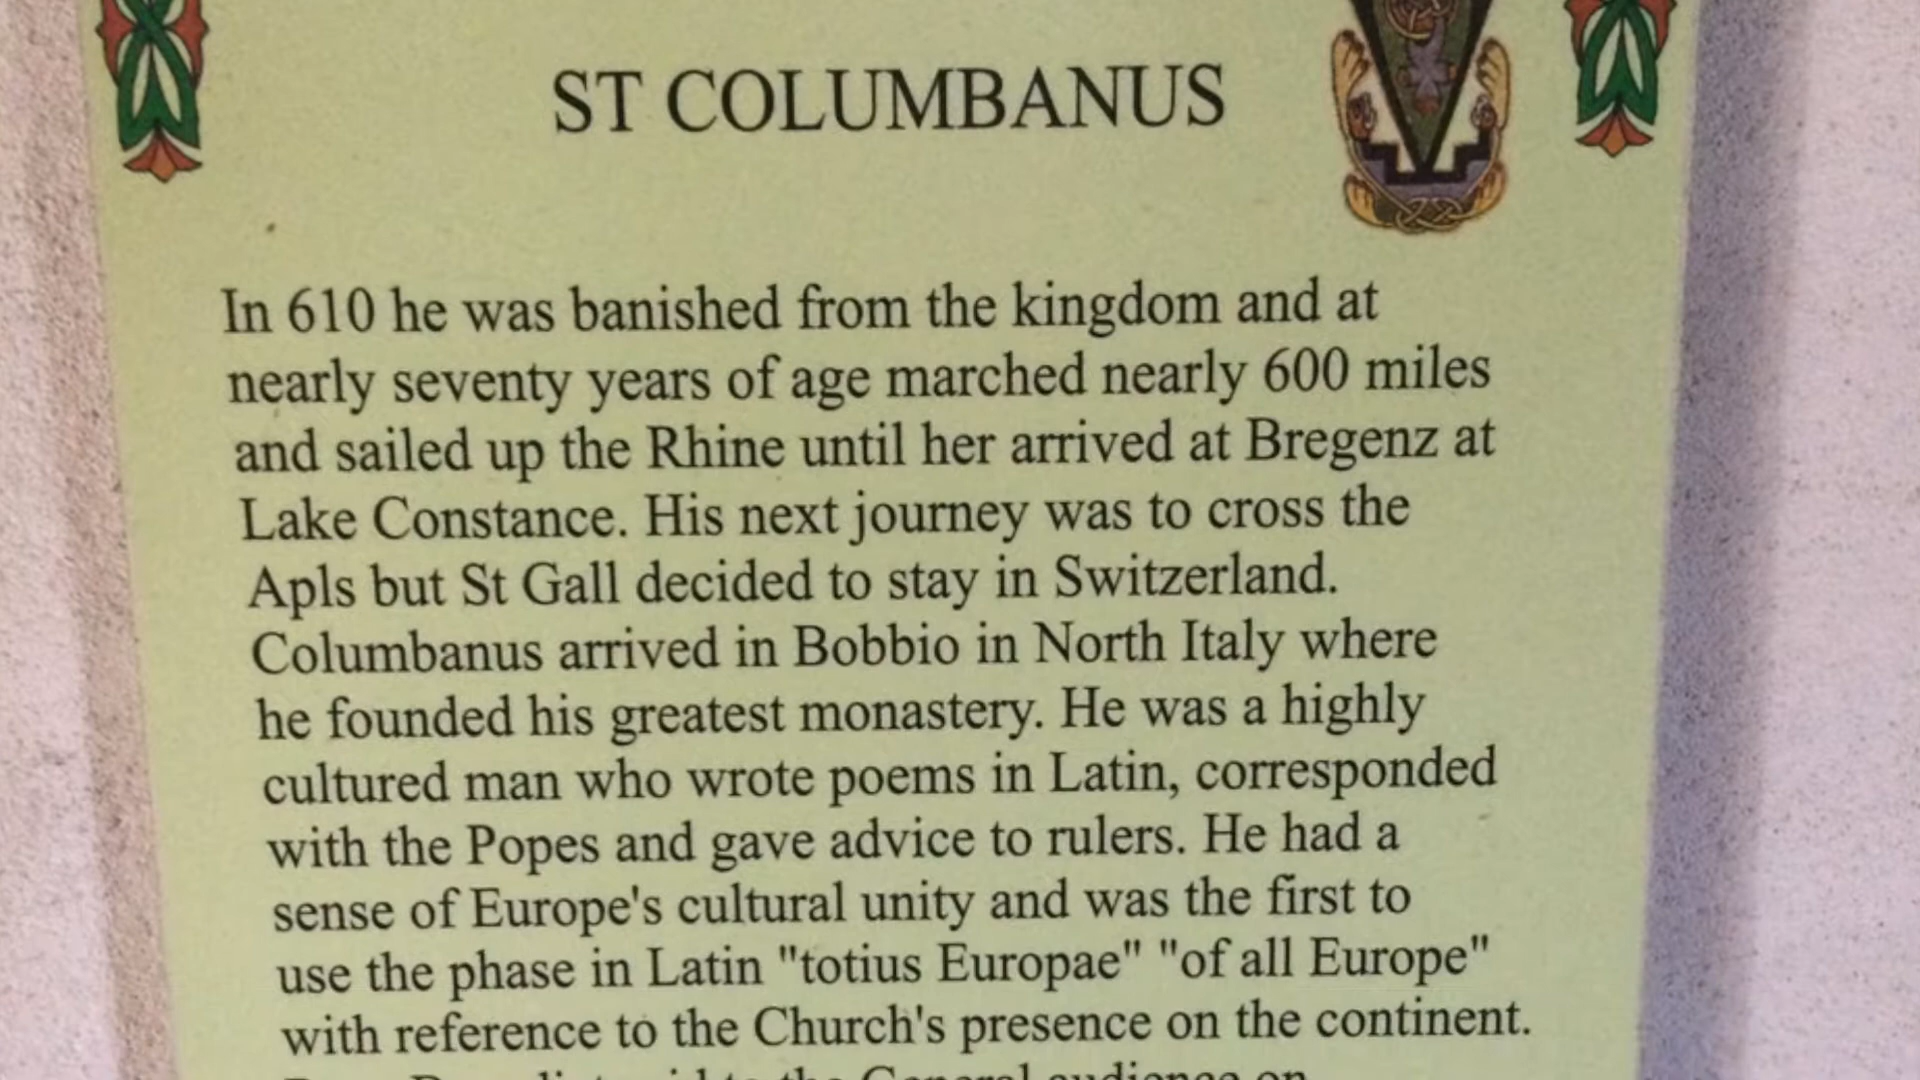 ST COLUMBANUS
In 610 he was banished from the kingdom and at
nearly seventy years of age marched nearly 600 miles
and sailed up the Rhine until her arrived at Bregenz at
Lake Constance. His next journey was to cross the
Apls but St Gall decided to stay in Switzerland.
Columbanus arrived in Bobbio in North Italy where
he founded his greatest monastery. He was a highly
cultured man who wrote poems in Latin, corresponded
with the Popes and gave advice to rulers. He had a
sense of Europe's cultural unity and was the first to
use the phase in Latin "totius Europae" "of all Europe"
with reference to the Church's presence on the continent.
to the General audience on